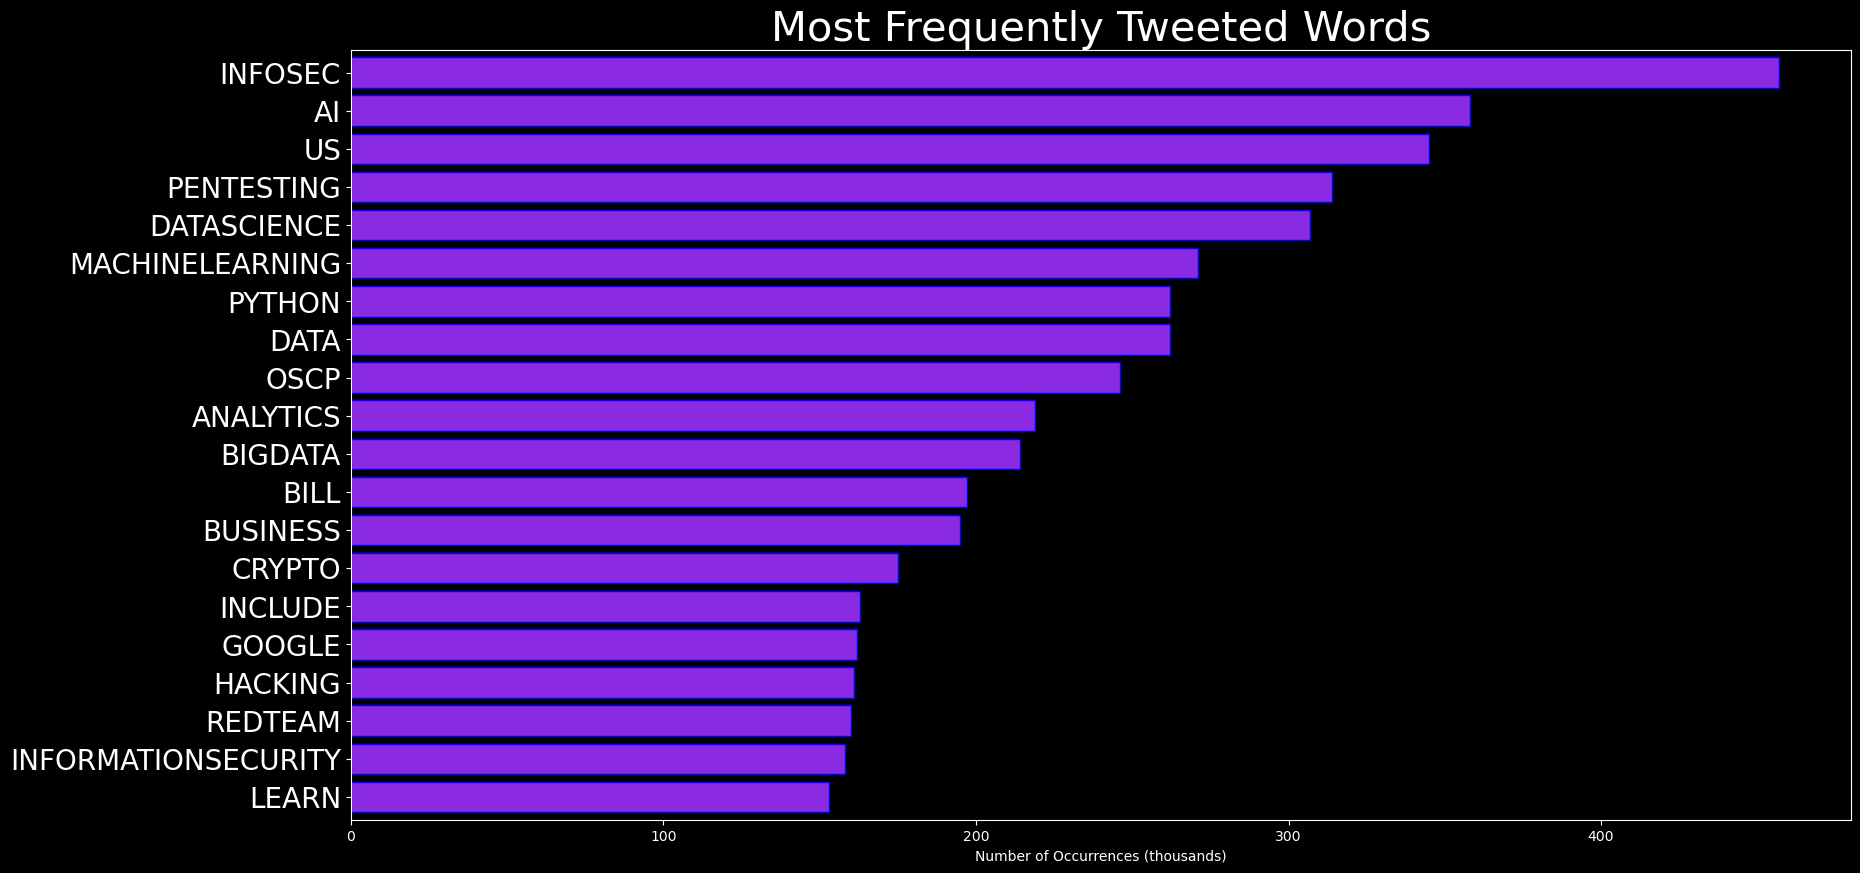 Most Frequently Tweeted Words
INFOSEC
AI
US
PENTESTING
DATASCIENCE
MACHINELEARNING
PYTHON
DATA
OSCP
ANALYTICS
BIGDATA
BILL
BUSINESS
CRYPTO
INCLUDE
GOOGLE
HACKING
REDTEAM
INFORMATIONSECURITY
LEARN
0 100 200 300 400
Number of Occurrences (thousands)